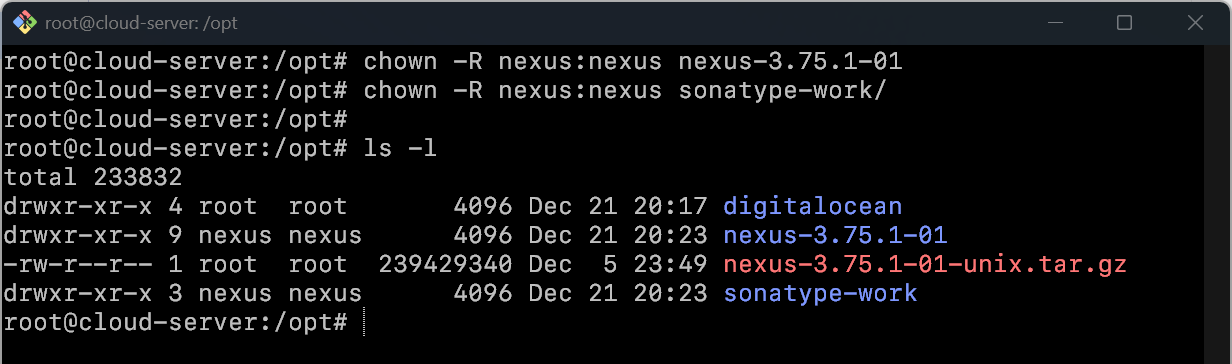 root@cloud-server: /opt
root@cloud-server:/opt# chown -R nexus:nexus nexus-3.75.1-01
root@cloud-server:/opt# chown -R nexus:nexus sonatype-work/
root@cloud-server:/opt#
root@cloud-server:/opt# ls -l
total 233832
drwxr-xr-x 4 root  root       4096 Dec 21 20:17 digitalocean
drwxr-xr-x 9 nexus nexus      4096 Dec 21 20:23 nexus-3.75.1-01
-rw-r--r-- 1 root  root  239429340 Dec  5 23:49 nexus-3.75.1-01-unix.tar.gz
drwxr-xr-x 3 nexus nexus      4096 Dec 21 20:23 sonatype-work
root@cloud-server:/opt#